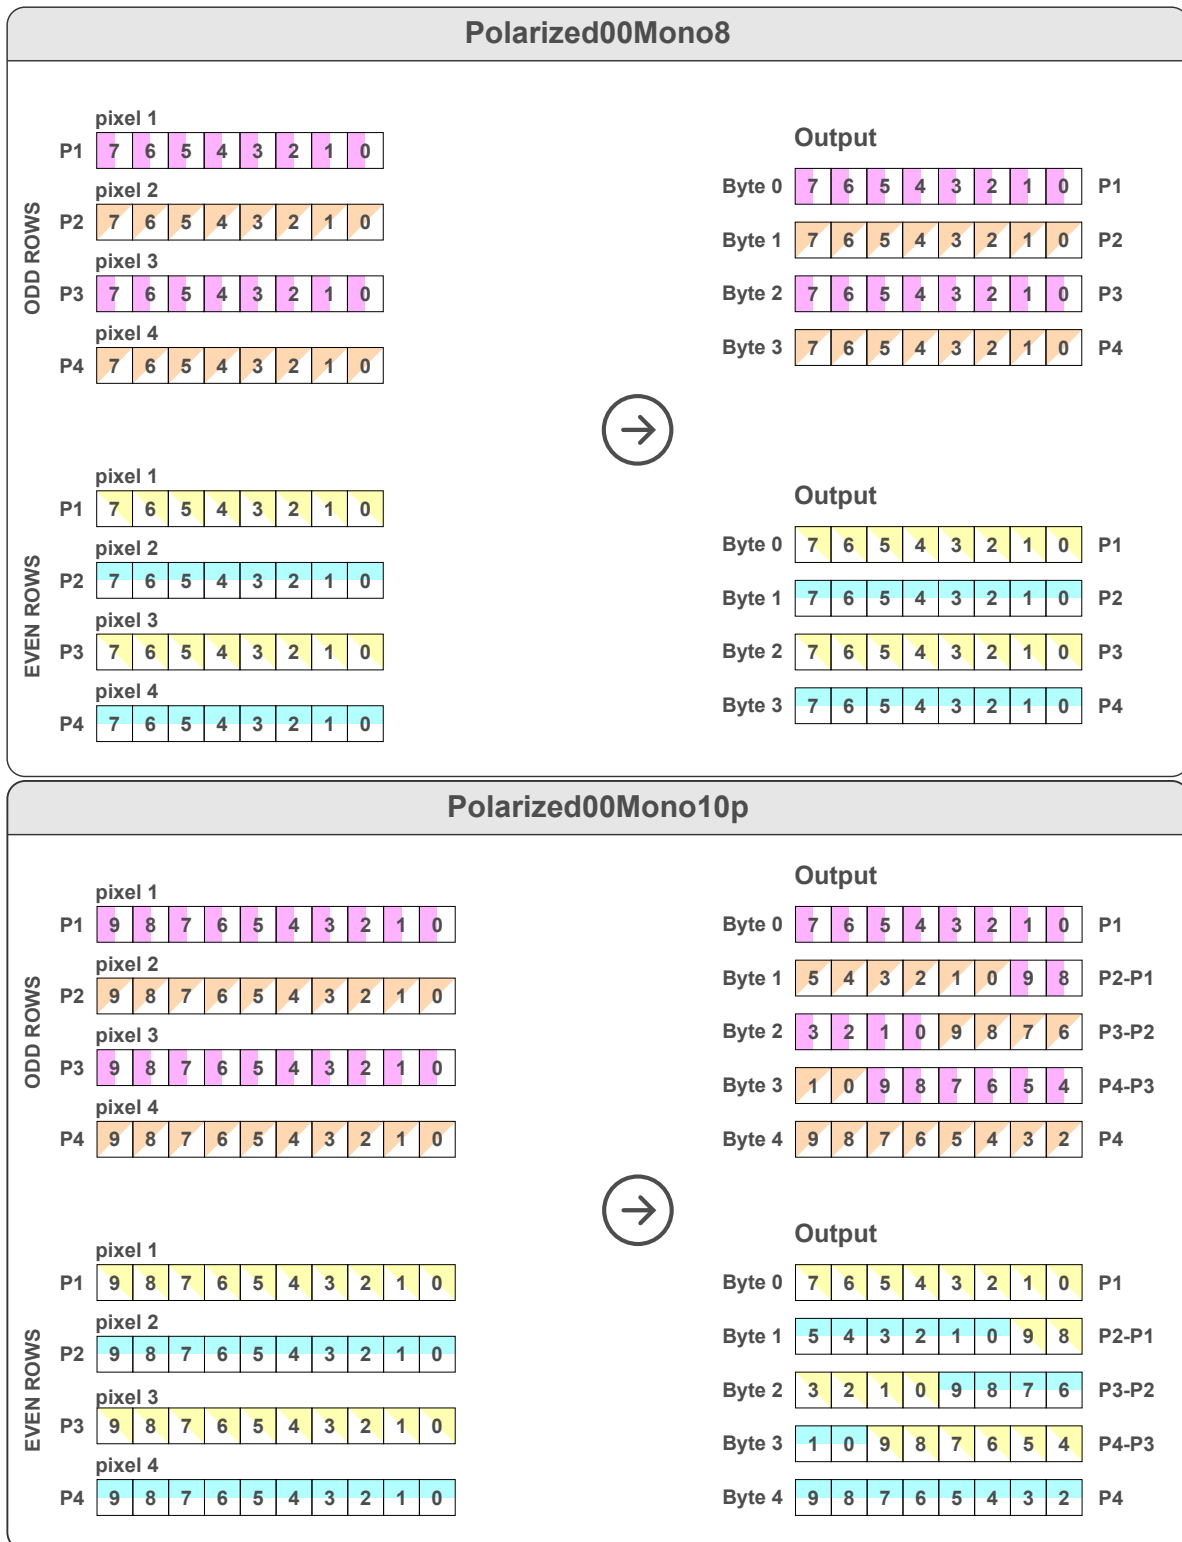 Polarized00Mono8
ODD ROWS
pixel 1
P1 7 6 5 4 3 2 1 0
pixel 2
P2 7 6 5 4 3 2 1 0
pixel 3
P3 7 6 5 4 3 2 1 0
pixel 4
P4 7 6 5 4 3 2 1 0
Output
Byte 0 7 6 5 4 3 2 1 0 P1
Byte 1 7 6 5 4 3 2 1 0 P2
Byte 2 7 6 5 4 3 2 1 0 P3
Byte 3 7 6 5 4 3 2 1 0 P4
EVEN ROWS
pixel 1
P1 7 6 5 4 3 2 1 0
pixel 2
P2 7 6 5 4 3 2 1 0
pixel 3
P3 7 6 5 4 3 2 1 0
pixel 4
P4 7 6 5 4 3 2 1 0
Output
Byte 0 7 6 5 4 3 2 1 0 P1
Byte 1 7 6 5 4 3 2 1 0 P2
Byte 2 7 6 5 4 3 2 1 0 P3
Byte 3 7 6 5 4 3 2 1 0 P4
Polarized00Mono10p
ODD ROWS
pixel 1
P1 9 8 7 6 5 4 3 2 1 0
pixel 2
P2 9 8 7 6 5 4 3 2 1 0
pixel 3
P3 9 8 7 6 5 4 3 2 1 0
pixel 4
P4 9 8 7 6 5 4 3 2 1 0
Output
Byte 0 7 6 5 4 3 2 1 0 P1
Byte 1 5 4 3 2 1 0 9 8 P2-P1
Byte 2 3 2 1 0 9 8 7 6 P3-P2
Byte 3 1 0 9 8 7 6 5 4 P4-P3
Byte 4 9 8 7 6 5 4 3 2 P4
EVEN ROWS
pixel 1
P1 9 8 7 6 5 4 3 2 1 0
pixel 2
P2 9 8 7 6 5 4 3 2 1 0
pixel 3
P3 9 8 7 6 5 4 3 2 1 0
pixel 4
P4 9 8 7 6 5 4 3 2 1 0
Output
Byte 0 7 6 5 4 3 2 1 0 P1
Byte 1 5 4 3 2 1 0 9 8 P2-P1
Byte 2 3 2 1 0 9 8 7 6 P3-P2
Byte 3 1 0 9 8 7 6 5 4 P4-P3
Byte 4 9 8 7 6 5 4 3 2 P4